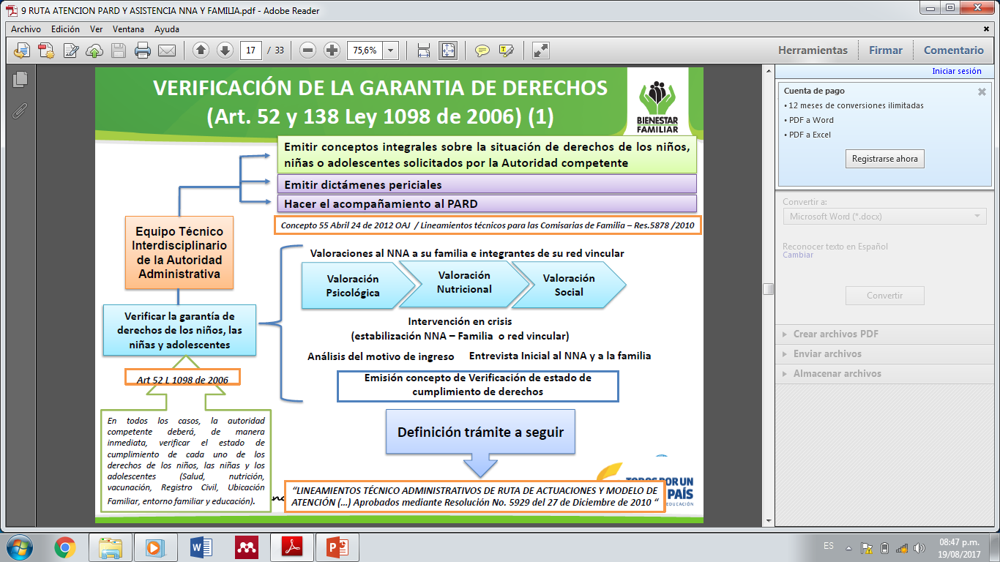 9 RUTA ATENCION PARD Y ASISTENCIA NNA Y FAMILIA.pdf - Adobe Reader
Archivo Edición Ver Ventana Ayuda
17 / 33 75,6% Herramientas Firmar Comentario
Iniciar sesión
Cuenta de pago
• 12 meses de conversiones ilimitadas
• PDF a Word
• PDF a Excel
Registrarse ahora
Convertir a:
Microsoft Word (*.docx)
Reconocer texto en Español
Cambiar
Convertir
Crear archivos PDF
Enviar archivos
Almacenar archivos
VERIFICACIÓN DE LA GARANTIA DE DERECHOS
(Art. 52 y 138 Ley 1098 de 2006) (1)
BIENESTAR
FAMILIAR
Emitir conceptos integrales sobre la situación de derechos de los niños,
niñas o adolescentes solicitados por la Autoridad competente
Emitir dictámenes periciales
Hacer el acompañamiento al PARD
Concepto 55 Abril 24 de 2012 OAJ / Lineamientos técnicos para las Comisarias de Familia – Res.5878 /2010
Equipo Técnico
Interdisciplinario
de la Autoridad
Administrativa
Valoraciones al NNA a su familia e integrantes de su red vincular
Valoración
Psicológica
Valoración
Nutricional
Valoración
Social
Verificar la garantía de
derechos de los niños, las
niñas y adolescentes
Intervención en crisis
(estabilización NNA – Familia o red vincular)
Análisis del motivo de ingreso Entrevista Inicial al NNA y a la familia
Emisión concepto de Verificación de estado de
cumplimiento de derechos
Art 52 L 1098 de 2006
En todos los casos, la autoridad
competente deberá, de manera
inmediata, verificar el estado de
cumplimiento de cada uno de los
derechos de los niños, las niñas y los
adolescentes (Salud, nutrición,
vacunación, Registro Civil, Ubicación
Familiar, entorno familiar y educación).
Definición trámite a seguir
TODOS POR UN
PAÍS
EDUCACIÓN
“LINEAMIENTOS TÉCNICO ADMINISTRATIVOS DE RUTA DE ACTUACIONES Y MODELO DE
ATENCIÓN (…) Aprobados mediante Resolución No. 5929 del 27 de Diciembre de 2010 “
ES
08:47 p.m.
19/08/2017